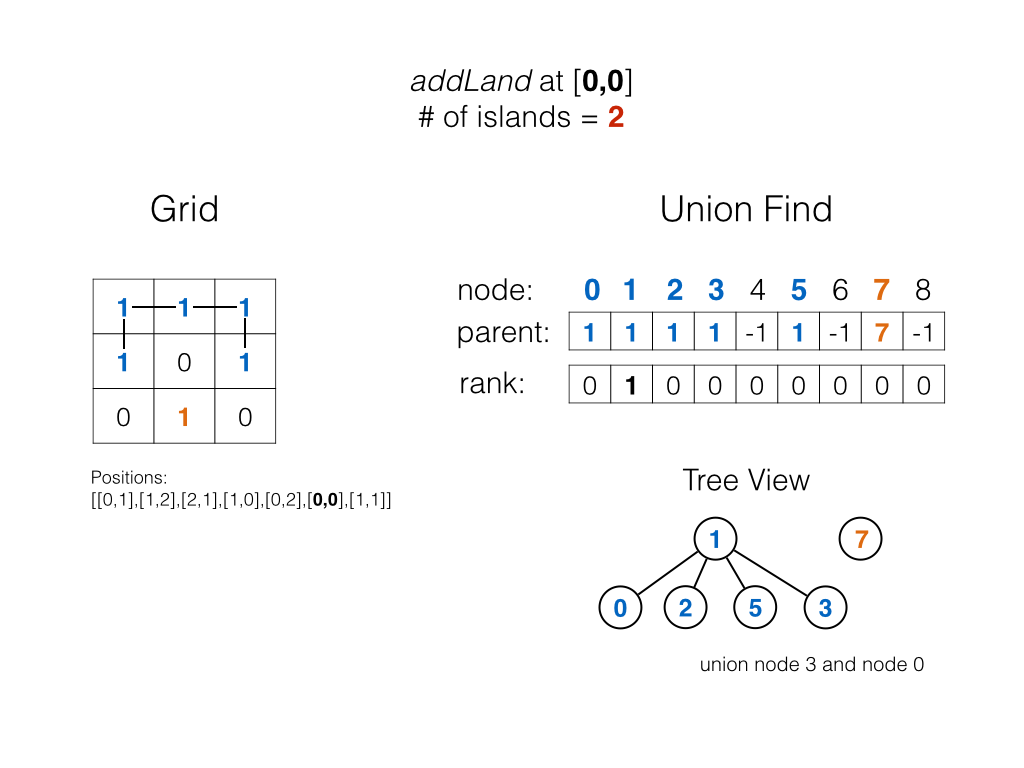 addLand at [0,0]
# of islands = 2
Grid
1 1 1
1 0 1
0 1 0
Positions:
[[0,1],[1,2],[2,1],[1,0],[0,2],[0,0],[1,1]]
Union Find
node: 0 1 2 3 4 5 6 7 8
parent: 1 1 1 1 -1 1 -1 7 -1
rank: 0 1 0 0 0 0 0 0 0
Tree View
1 7
0 2 5 3
union node 3 and node 0